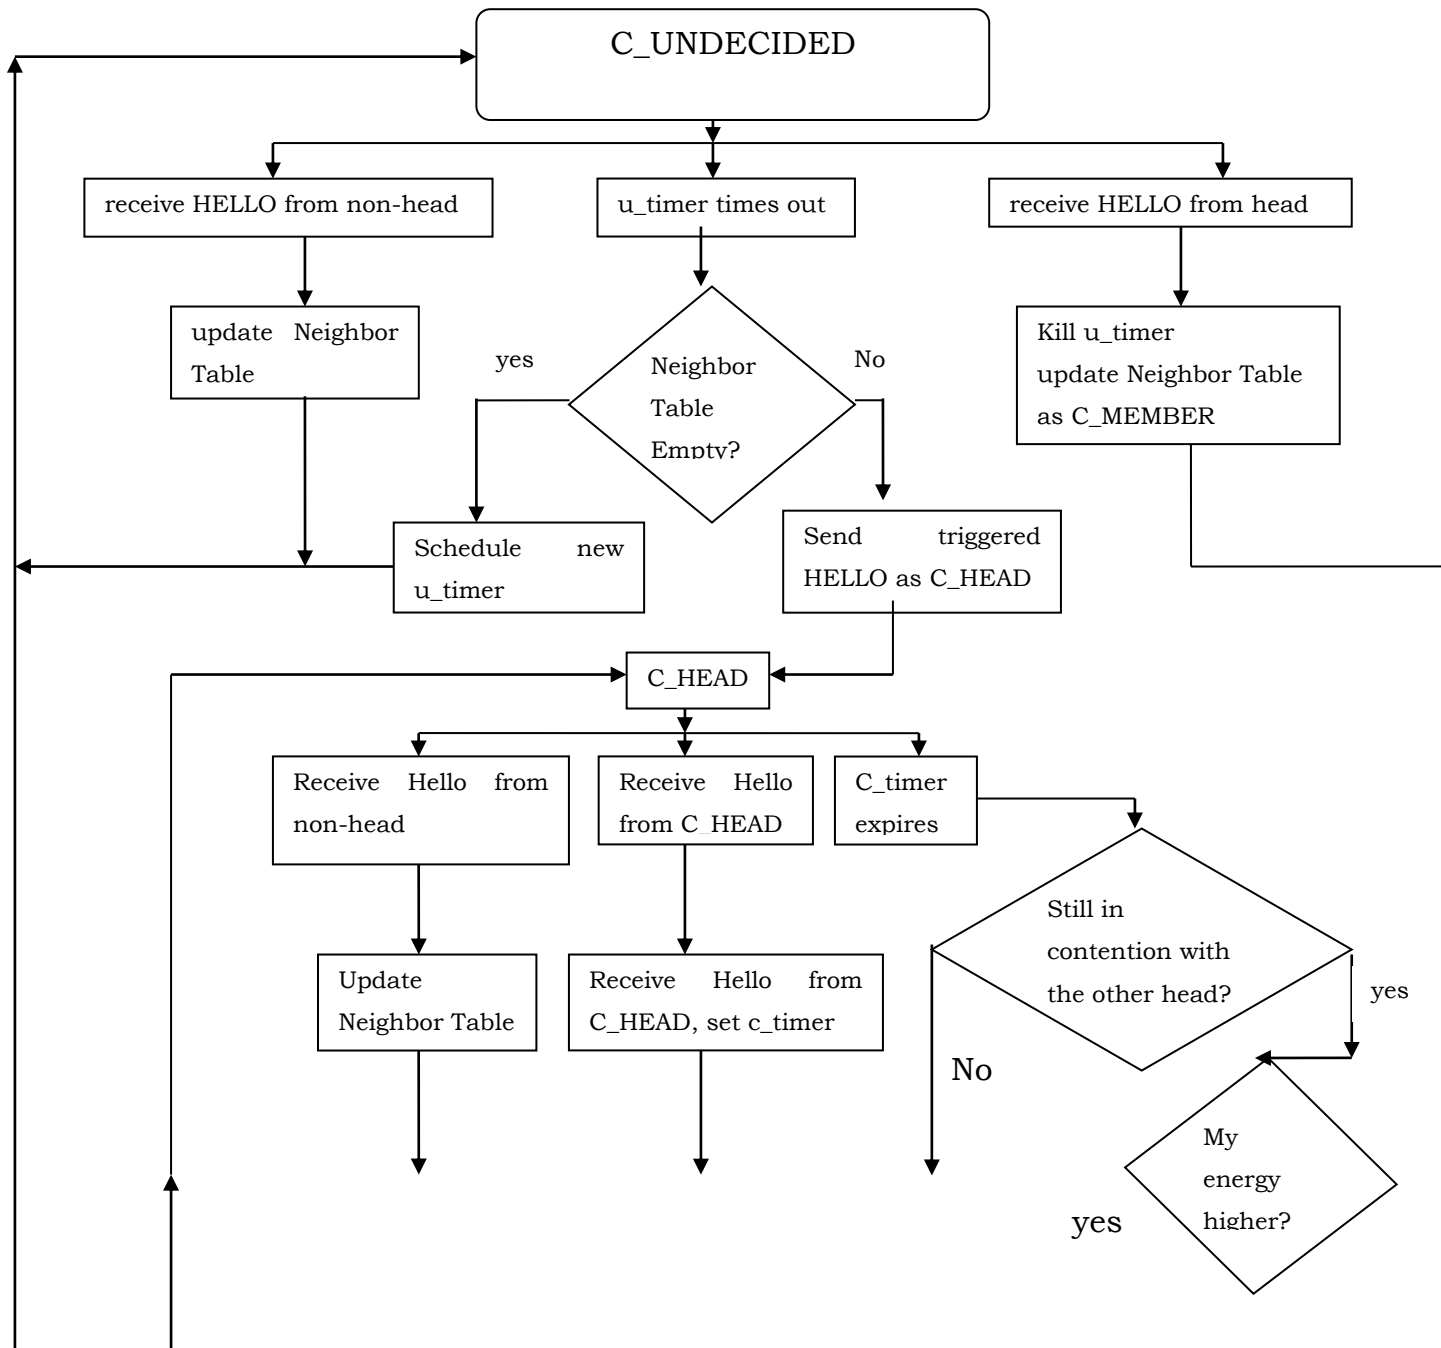 C_UNDECIDED
receive HELLO from non-head
u_timer times out
receive HELLO from head
update Neighbor
Table
yes
Neighbor
Table
Empty?
No
Kill u_timer
update Neighbor Table
as C_MEMBER
Schedule new
u_timer
Send triggered
HELLO as C_HEAD
C_HEAD
Receive Hello from
non-head
Receive Hello
from C_HEAD
C_timer
expires
Still in
contention with
the other head?
yes
Update
Neighbor Table
Receive Hello from
C_HEAD, set c_timer
No
My
energy
higher?
yes